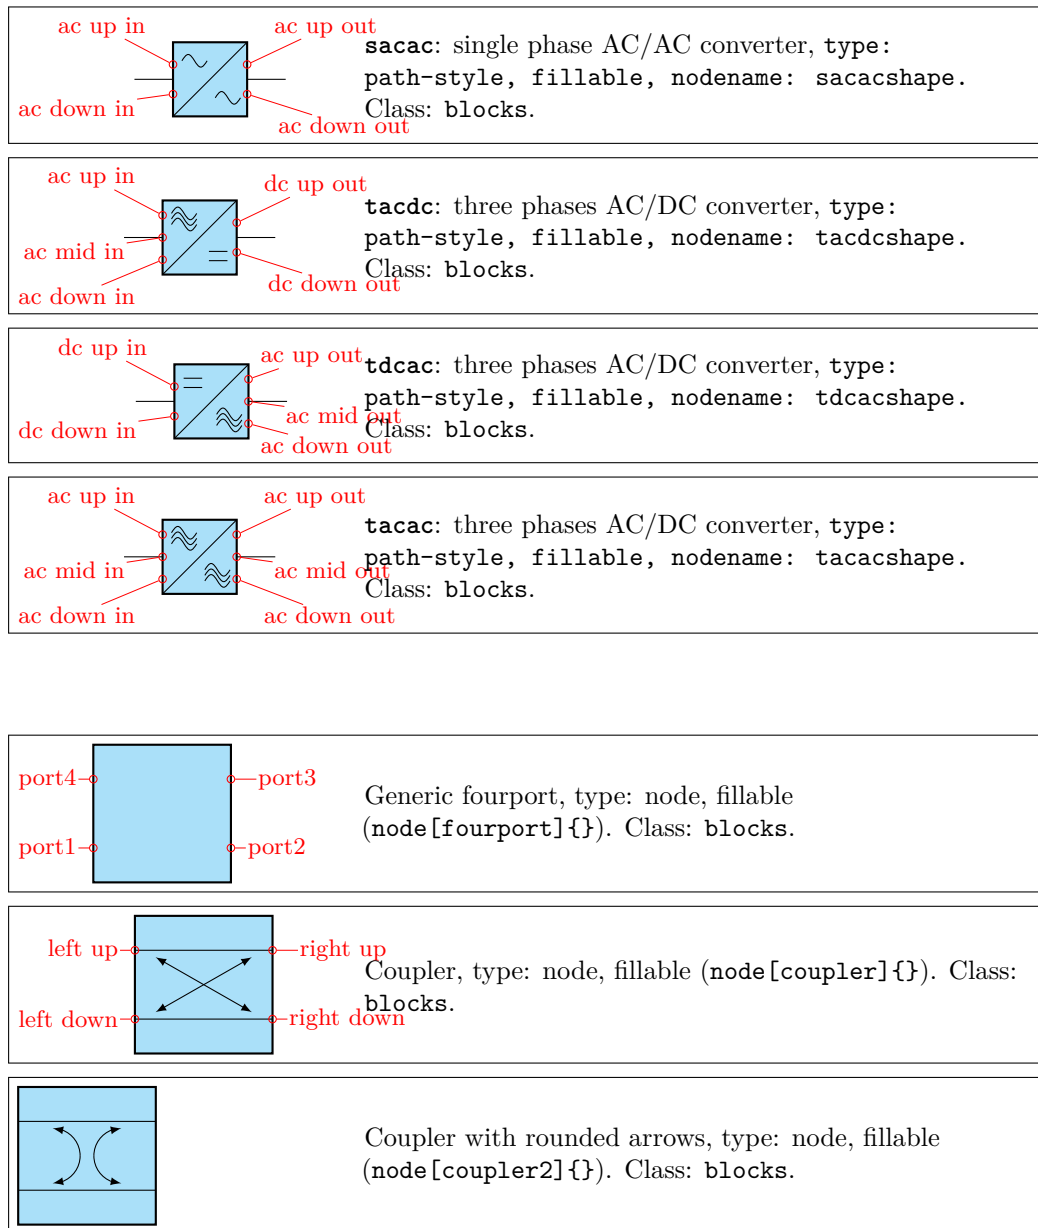 ac up in
ac up out
ac down in
ac down out
sacac: single phase AC/AC converter, type:
path-style, fillable, nodename: sacacshape.
Class: blocks.
ac up in
dc up out
ac mid in
ac down in
dc down out
tacdc: three phases AC/DC converter, type:
path-style, fillable, nodename: tacdcshape.
Class: blocks.
dc up in
ac up out
ac mid out
dc down in
ac down out
tdcac: three phases AC/DC converter, type:
path-style, fillable, nodename: tdcacshape.
Class: blocks.
ac up in
ac up out
ac mid in
ac mid out
ac down in
ac down out
tacac: three phases AC/DC converter, type:
path-style, fillable, nodename: tacacshape.
Class: blocks.
port4
port3
port1
port2
Generic fourport, type: node, fillable
(node[fourport]{}). Class: blocks.
left up
right up
left down
right down
Coupler, type: node, fillable (node[coupler]{}). Class:
blocks.
Coupler with rounded arrows, type: node, fillable
(node[coupler2]{}). Class: blocks.